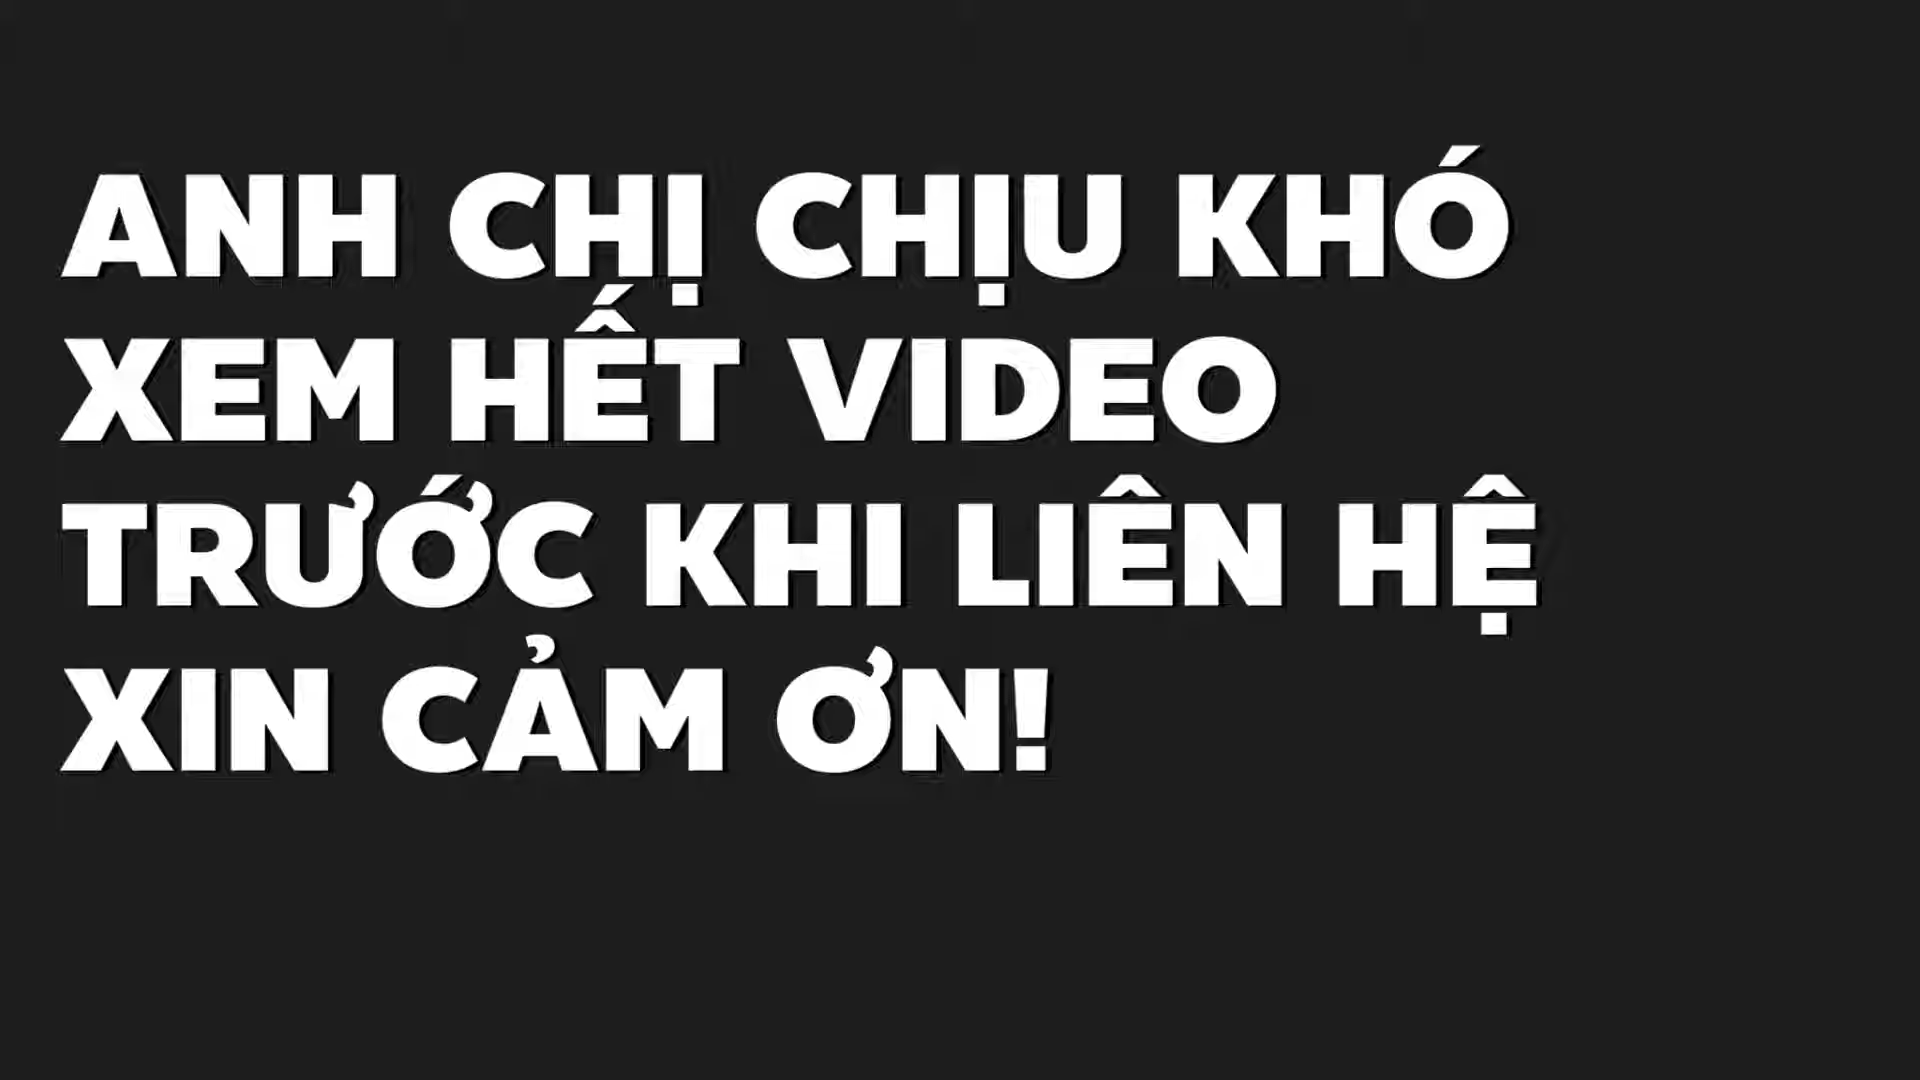 ANH CHỊ CHỊU KHÓ
XEM HẾT VIDEO
TRƯỚC KHI LIÊN HỆ
XIN CẢM ƠN!